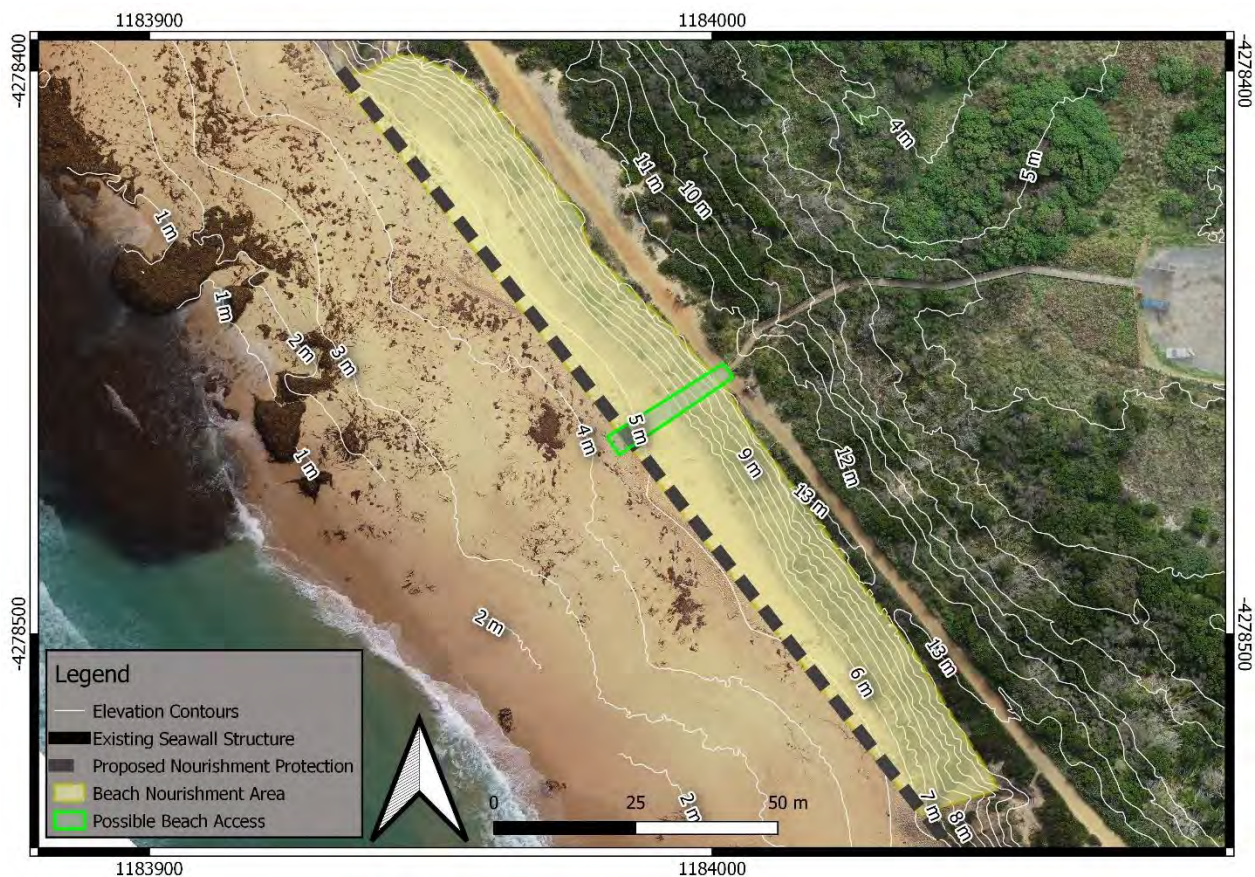 1183900
1184000
-4278400
-4278400
4 m
5 m
11 m
10 m
1 m
1 m
2 m
3 m
4 m
5 m
9 m
12 m
13 m
1 m
2 m
13 m
6 m
-4278500
-4278500
Legend
Elevation Contours
Existing Seawall Structure
Proposed Nourishment Protection
Beach Nourishment Area
Possible Beach Access
0 25 50 m
2 m
7 m
8 m
1183900
1184000